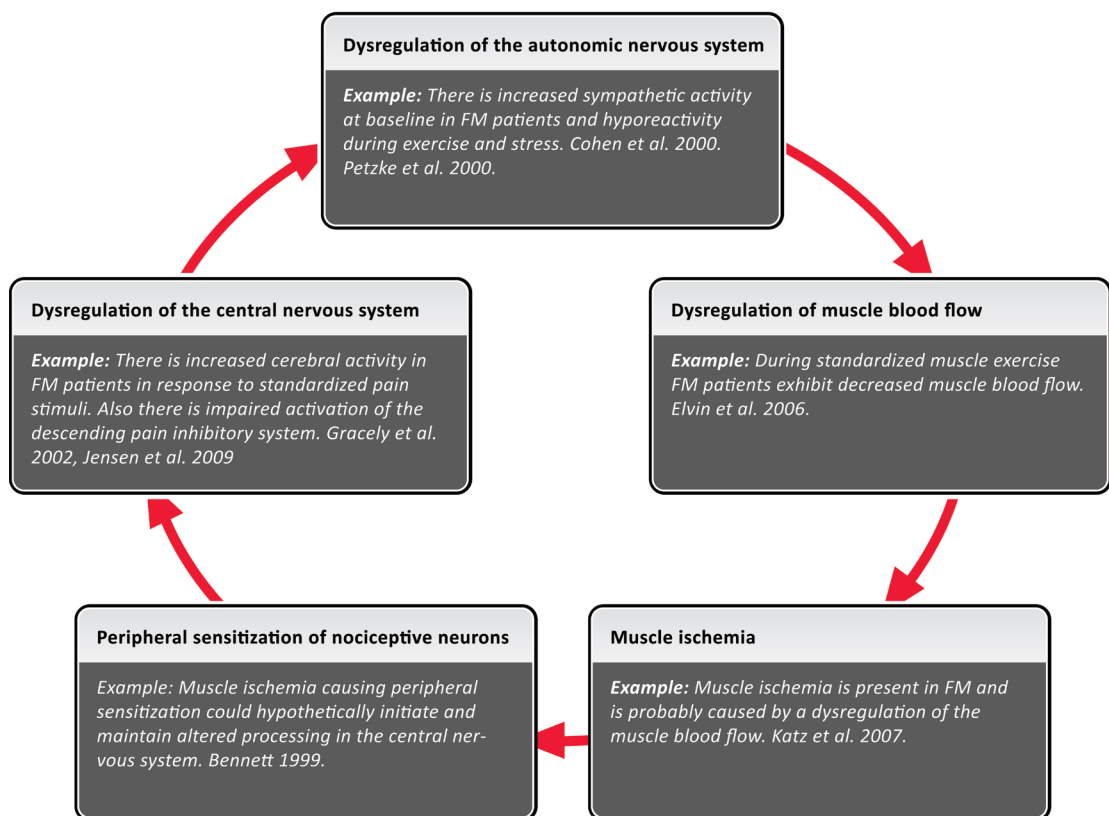 Dysregulation of the autonomic nervous system
Example: There is increased sympathetic activity
at baseline in FM patients and hyporeactivity
during exercise and stress. Cohen et al. 2000.
Petzke et al. 2000.
Dysregulation of the central nervous system
Example: There is increased cerebral activity in
FM patients in response to standardized pain
stimuli. Also there is impaired activation of the
descending pain inhibitory system. Gracely et al.
2002, Jensen et al. 2009
Dysregulation of muscle blood flow
Example: During standardized muscle exercise
FM patients exhibit decreased muscle blood flow.
Elvin et al. 2006.
Peripheral sensitization of nociceptive neurons
Example: Muscle ischemia causing peripheral
sensitization could hypothetically initiate and
maintain altered processing in the central ner-
vous system. Bennett 1999.
Muscle ischemia
Example: Muscle ischemia is present in FM and
is probably caused by a dysregulation of the
muscle blood flow. Katz et al. 2007.